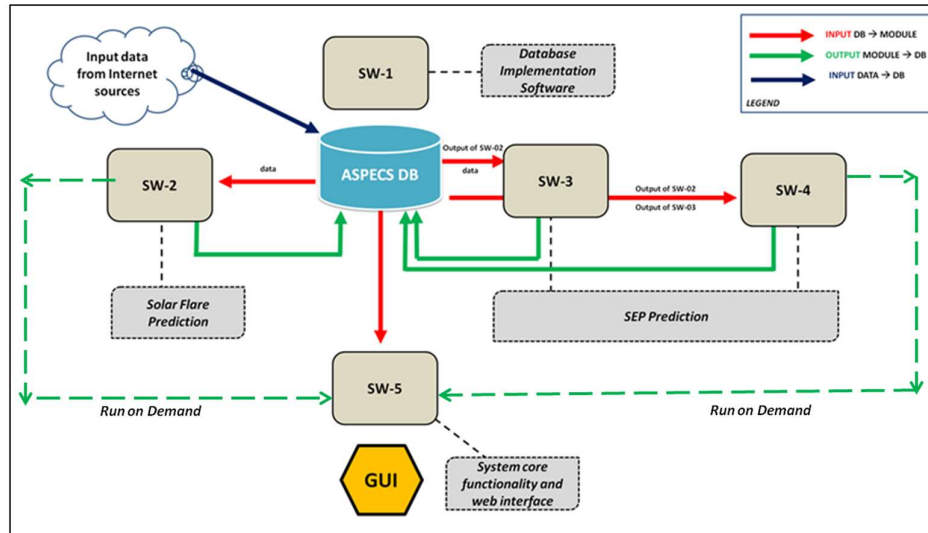 Input data
from Internet
sources
SW-1
Database
Implementation
Software
INPUT DB → MODULE
OUTPUT MODULE → DB
INPUT DATA → DB
LEGEND
SW-2
data
ASPECS DB
Output of SW-02
data
SW-3
Output of SW-02
Output of SW-03
SW-4
Solar Flare
Prediction
SEP Prediction
SW-5
Run on Demand
Run on Demand
GUI
System core
functionality and
web interface